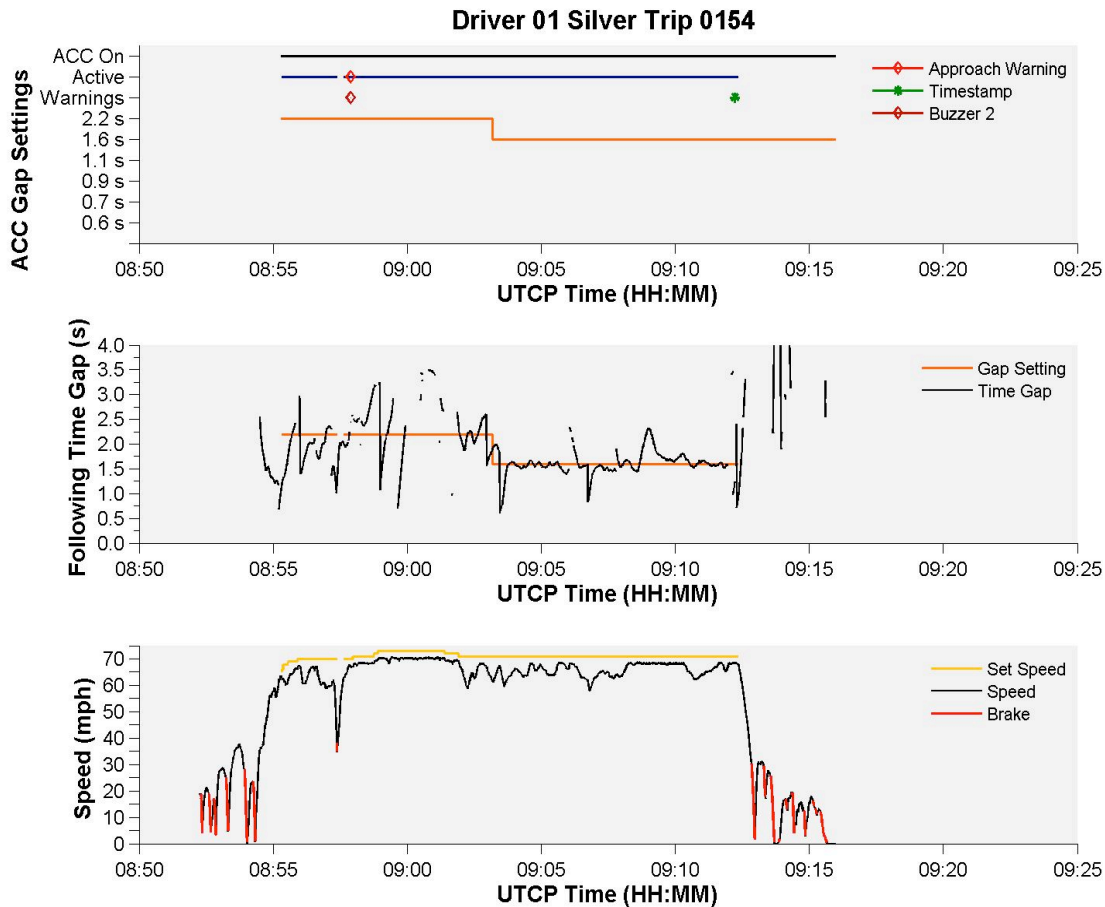 Driver 01 Silver Trip 0154
ACC Gap Settings
ACC On
Active
Warnings
2.2 s
1.6 s
1.1 s
0.9 s
0.7 s
0.6 s
Approach Warning
Timestamp
Buzzer 2
08:50 08:55 09:00 09:05 09:10 09:15 09:20 09:25
UTCP Time (HH:MM)
Following Time Gap (s)
4.0
3.5
3.0
2.5
2.0
1.5
1.0
0.5
0.0
Gap Setting
Time Gap
08:50 08:55 09:00 09:05 09:10 09:15 09:20 09:25
UTCP Time (HH:MM)
Speed (mph)
70
60
50
40
30
20
10
0
Set Speed
Speed
Brake
08:50 08:55 09:00 09:05 09:10 09:15 09:20 09:25
UTCP Time (HH:MM)